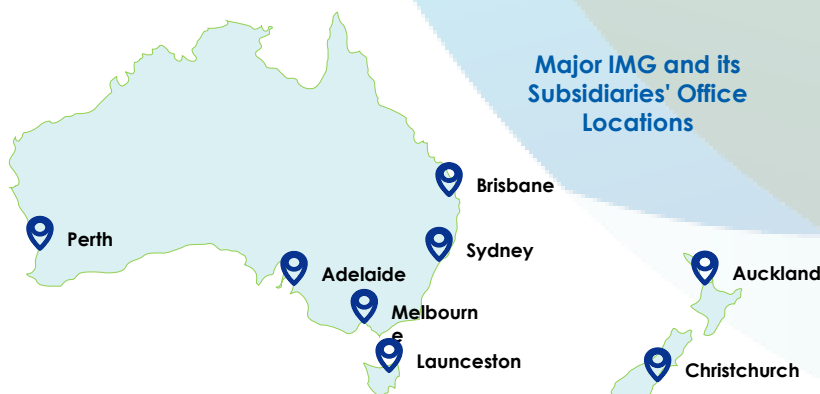 Major IMG and its
Subsidiaries' Office
Locations
Brisbane
Perth
Sydney
Adelaide
Auckland
Melbourn
e
Launceston
Christchurch